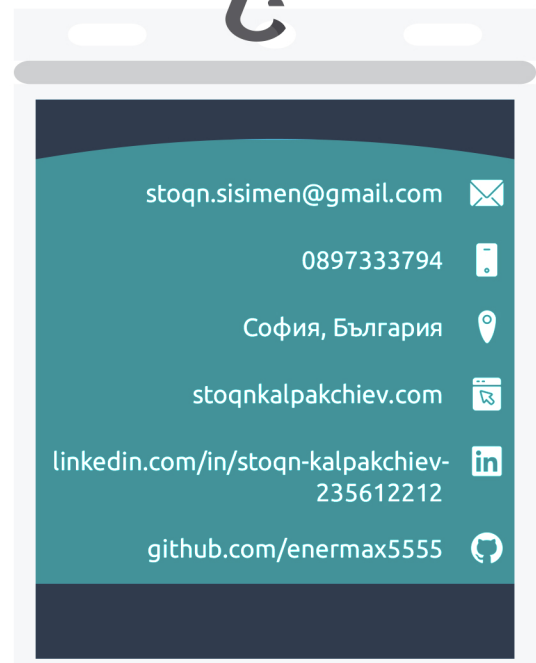 stoqn.sisimen@gmail.com
0897333794
София, България
stoqnkalpakchiev.com
linkedin.com/in/stoqn-kalpakchiev-
235612212
github.com/enermax5555